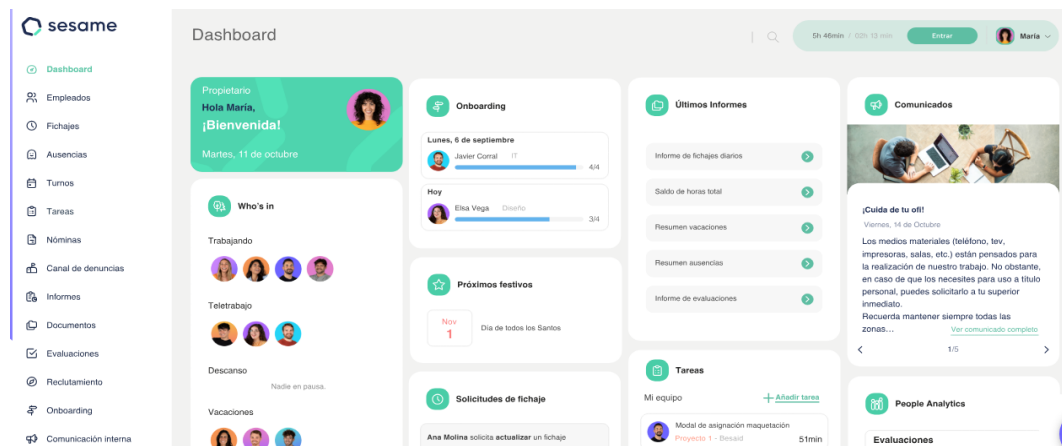 sesame
Dashboard
Empleados
Fichajes
Ausencias
Turnos
Tareas
Nóminas
Canal de denuncias
Informes
Documentos
Evaluaciones
Reclutamiento
Onboarding
Comunicación interna
Dashboard
5h 46min / 02h 13 min
Entrar
María
Propietario
Hola María,
¡Bienvenida!
Martes, 11 de octubre
Who's in
Trabajando
Teletrabajo
Descanso
Nadie en pausa.
Vacaciones
Onboarding
Lunes, 6 de septiembre
Javier Corral IT
4/4
Hoy
Elsa Vega Diseño
3/4
Próximos festivos
Nov
1
Día de todos los Santos
Solicitudes de fichaje
Ana Molina solicita actualizar un fichaje
Últimos Informes
Informe de fichajes diarios
Saldo de horas total
Resumen vacaciones
Resumen ausencias
Informe de evaluaciones
Tareas
Mi equipo
Añadir tarea
Modal de asignación maquetación
Proyecto 1 - Besaid
51min
Comunicados
¡Cuida de tu ofi!
Viernes, 14 de Octubre
Los medios materiales (teléfono, tev,
impresoras, salas, etc.) están pensados para
la realización de nuestro trabajo. No obstante,
en caso de que los necesites para uso a título
personal, puedes solicitarlo a tu superior
inmediato.
Recuerda mantener siempre todas las
zonas...
Ver comunicado completo
1/5
People Analytics
Evaluaciones